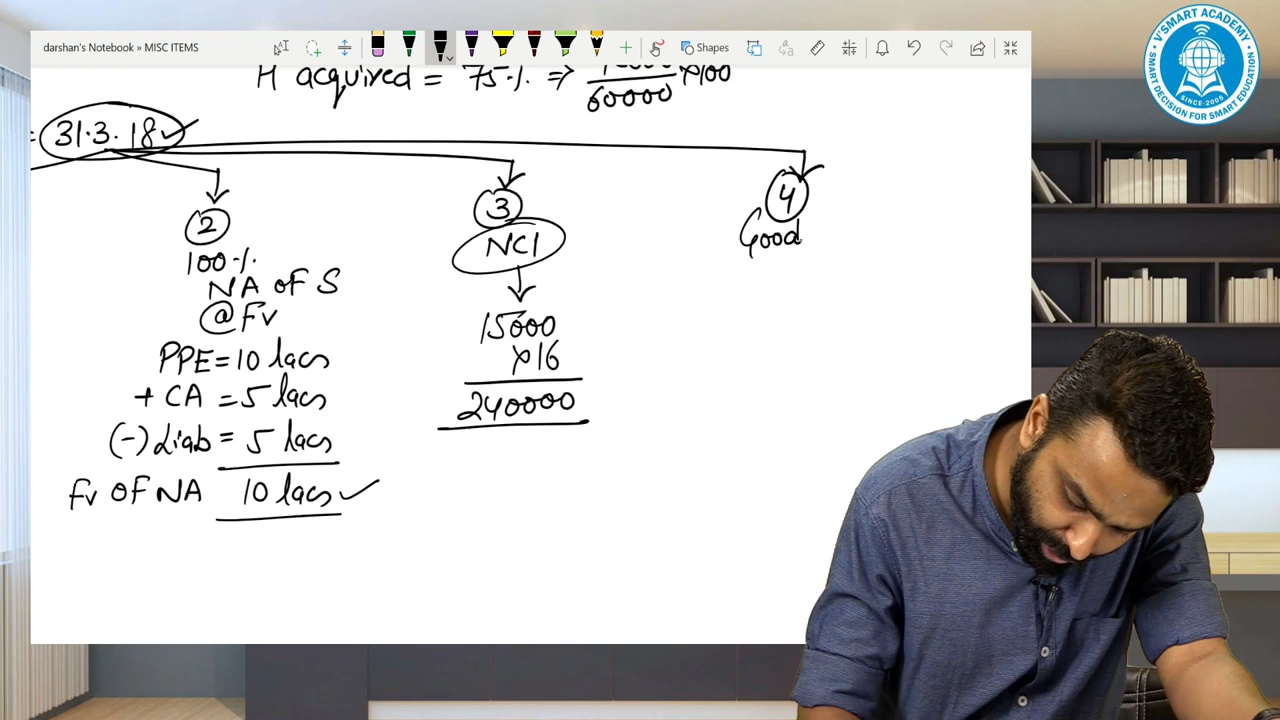 V'SMART ACADEMY
SMART DECISION FOR SMART EDUCATION
SINCE-2005
darshan's Notebook » MISC ITEMS
Shapes
H acquired = 75% ⇒ /60000 ×100
= 31.3.18 ✓
2
100%
NA OF S
@ FV
PPE = 10 lacs
+ CA = 5 lacs
(-) Liab = 5 lacs
FV OF NA 10 lacs ✓
3
NCI
15000
×16
240000
4
Good